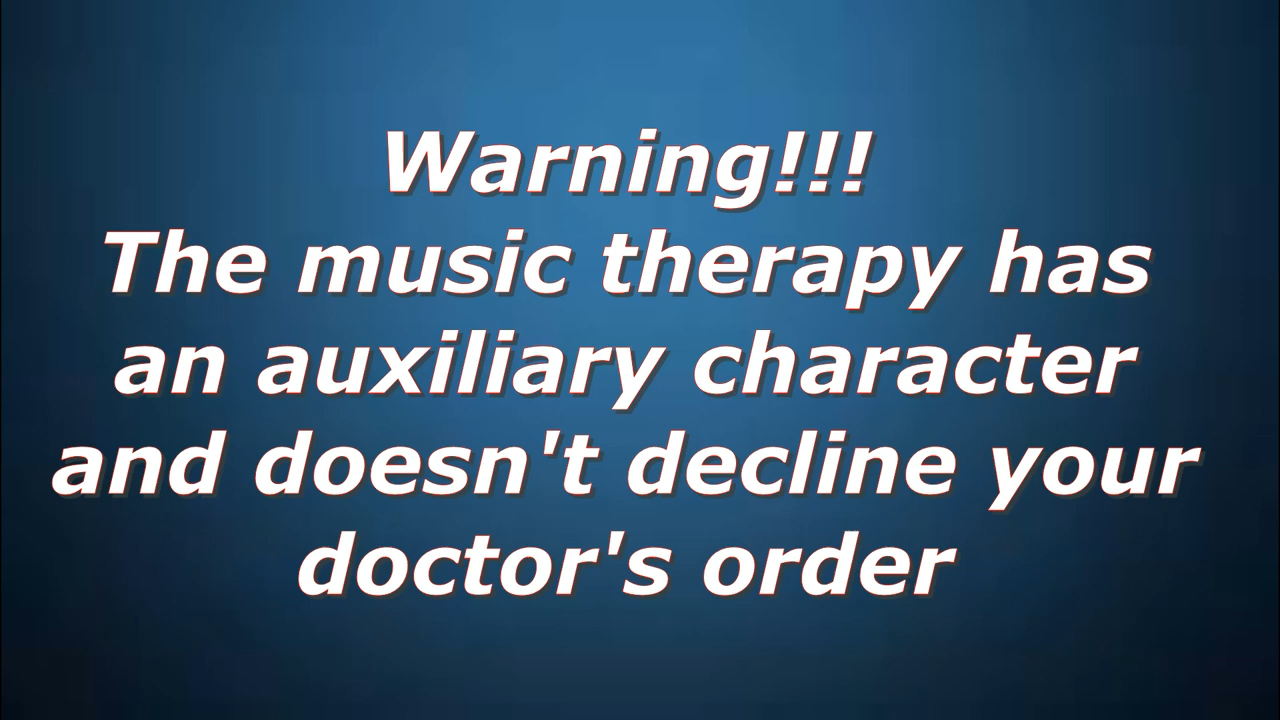 Warning!!!
The music therapy has
an auxiliary character
and doesn't decline your
doctor's order